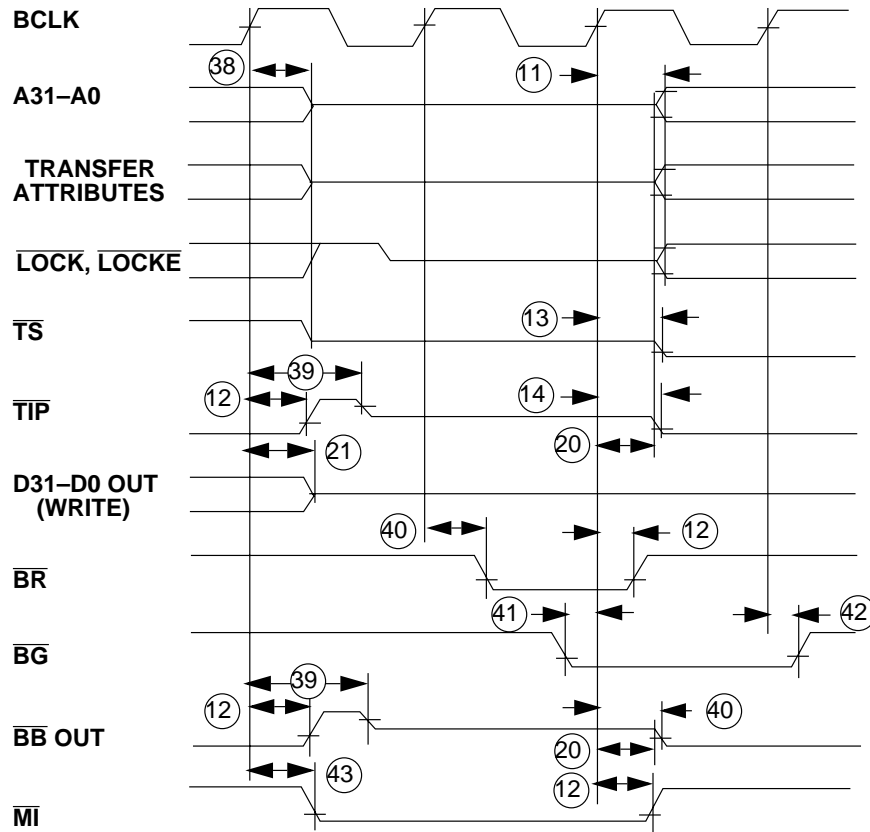 BCLK
38
11
A31–A0
TRANSFER
ATTRIBUTES
LOCK, LOCKE
TS
13
39
12
14
TIP
21
20
D31–D0 OUT
(WRITE)
40
12
BR
41
42
BG
39
12
40
BB OUT
20
43
12
MI